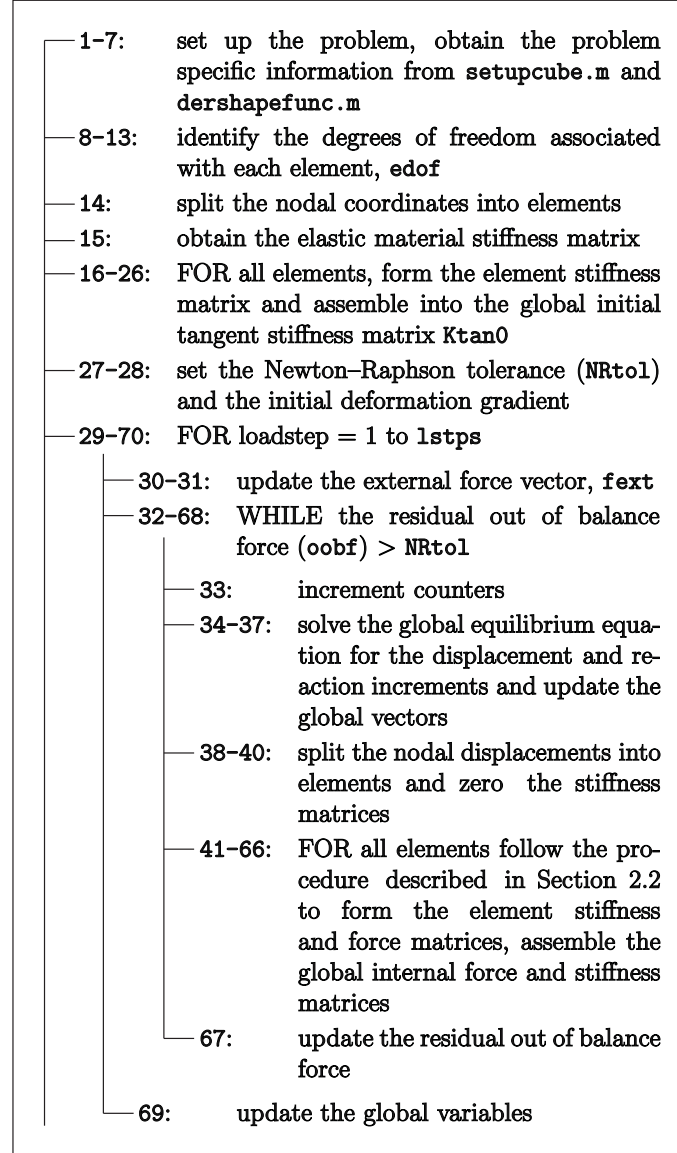 1-7: set up the problem, obtain the problem
specific information from setupcube.m and
dershapefunc.m
8-13: identify the degrees of freedom associated
with each element, edof
14: split the nodal coordinates into elements
15: obtain the elastic material stiffness matrix
16-26: FOR all elements, form the element stiffness
matrix and assemble into the global initial
tangent stiffness matrix Ktan0
27-28: set the Newton–Raphson tolerance (NRtol)
and the initial deformation gradient
29-70: FOR loadstep = 1 to lstps
30-31: update the external force vector, fext
32-68: WHILE the residual out of balance
force (oobf) > NRtol
33: increment counters
34-37: solve the global equilibrium equa-
tion for the displacement and re-
action increments and update the
global vectors
38-40: split the nodal displacements into
elements and zero the stiffness
matrices
41-66: FOR all elements follow the pro-
cedure described in Section 2.2
to form the element stiffness
and force matrices, assemble the
global internal force and stiffness
matrices
67: update the residual out of balance
force
69: update the global variables